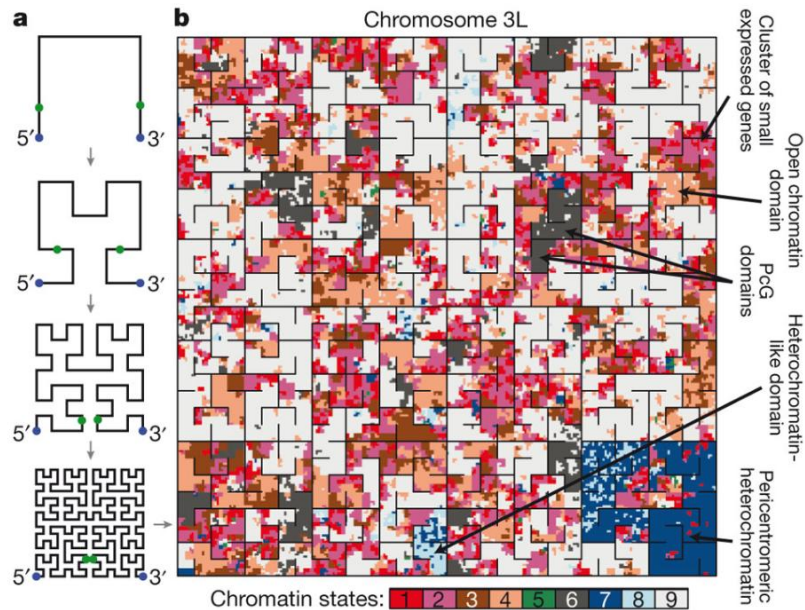 a
b
Chromosome 3L
5′
3′
5′
3′
5′
3′
5′
3′
Cluster of small
expressed genes
Open chromatin
domain
PcG
domains
Heterochromatin-
like domain
Pericentromeric
heterochromatin
Chromatin states: 1 2 3 4 5 6 7 8 9